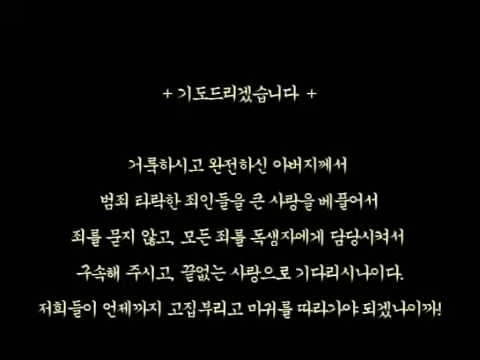 + 기도드리겠습니다 +
거룩하시고 완전하신 아버지께서
범죄 타락한 죄인들을 큰 사랑을 베풀어서
죄를 묻지 않고, 모든 죄를 독생자에게 담당시켜서
구속해 주시고, 끝없는 사랑으로 기다리시나이다.
저희들이 언제까지 고집부리고 마귀를 따라가야 되겠나이까!